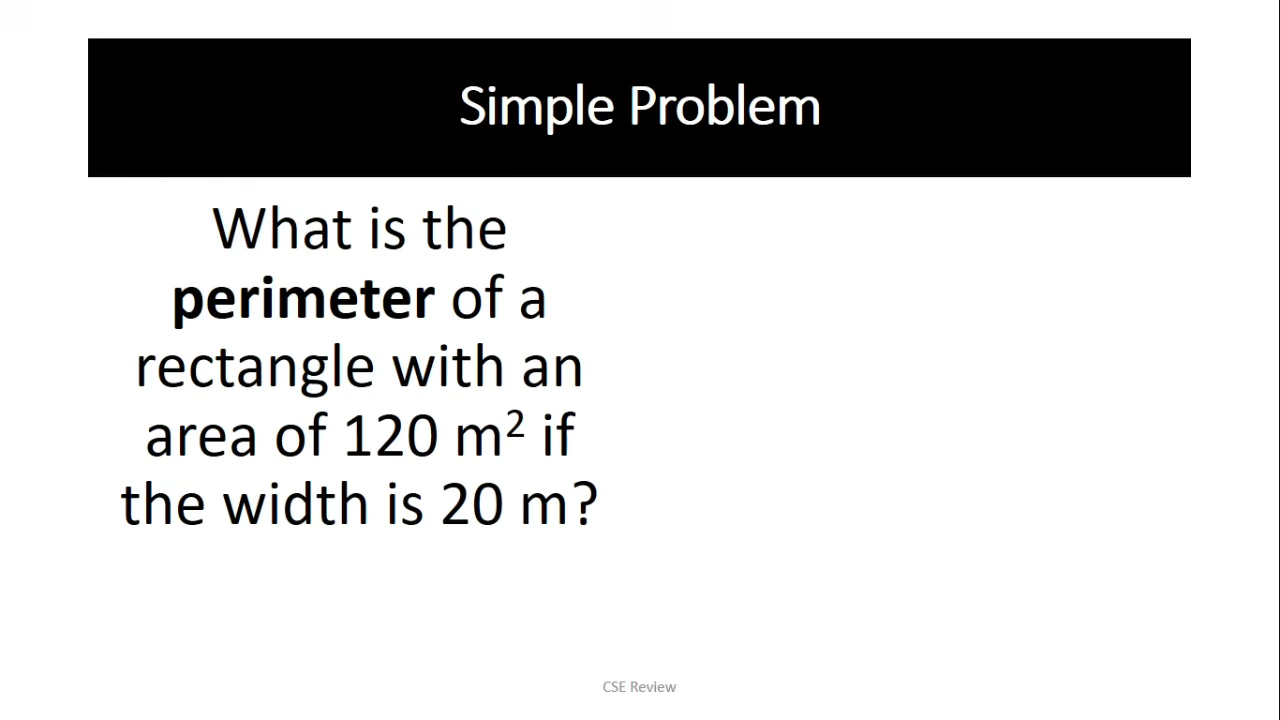 Simple Problem
What is the
perimeter of a
rectangle with an
area of 120 m² if
the width is 20 m?
CSE Review